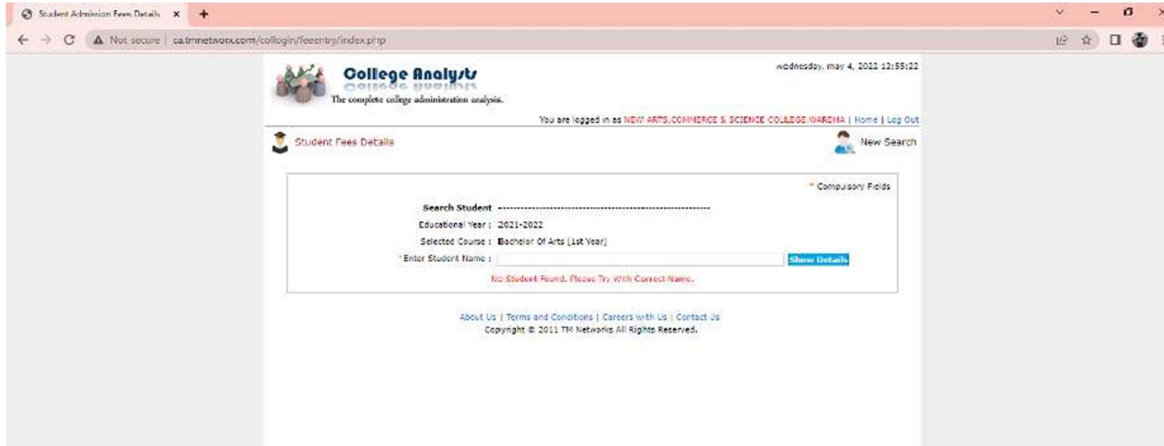 Student Admission Fees Details
Not secure | ca.tmnetworx.com/collogin/feeentry/index.php
College Analysts
The complete college administration analysis.
wednesday, may 4, 2022 12:55:22
You are logged in as NEW ARTS,COMMERCE & SCIENCE COLLEGE,WARDHA | Home | Log Out
Student Fees Details
New Search
* Compulsory Fields
Search Student --------------------------------------------------------
Educational Year : 2021-2022
Selected Course : Bachelor Of Arts [1st Year]
*Enter Student Name :
Show Details
No Student Found. Please Try With Correct Name.
About Us | Terms and Conditions | Careers with Us | Contact Us
Copyright © 2011 TM Networks All Rights Reserved.